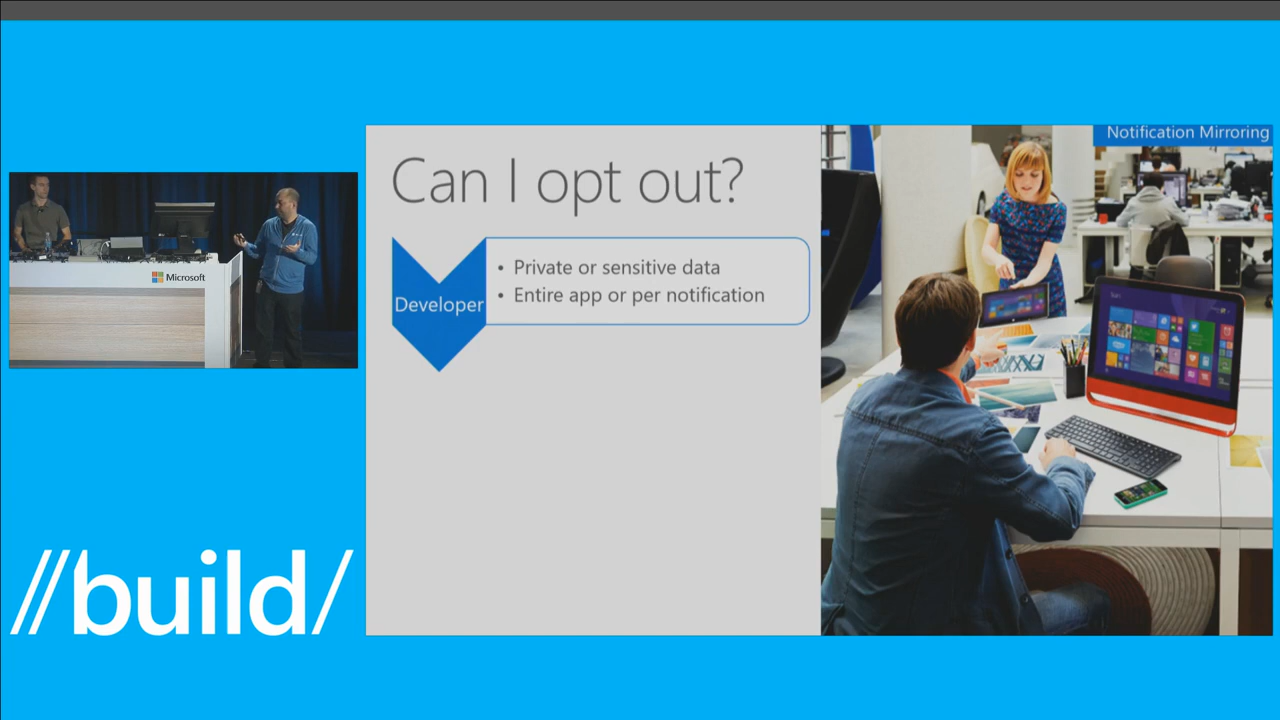 Notification Mirroring
Can I opt out?
Developer
• Private or sensitive data
• Entire app or per notification
Microsoft
//build/